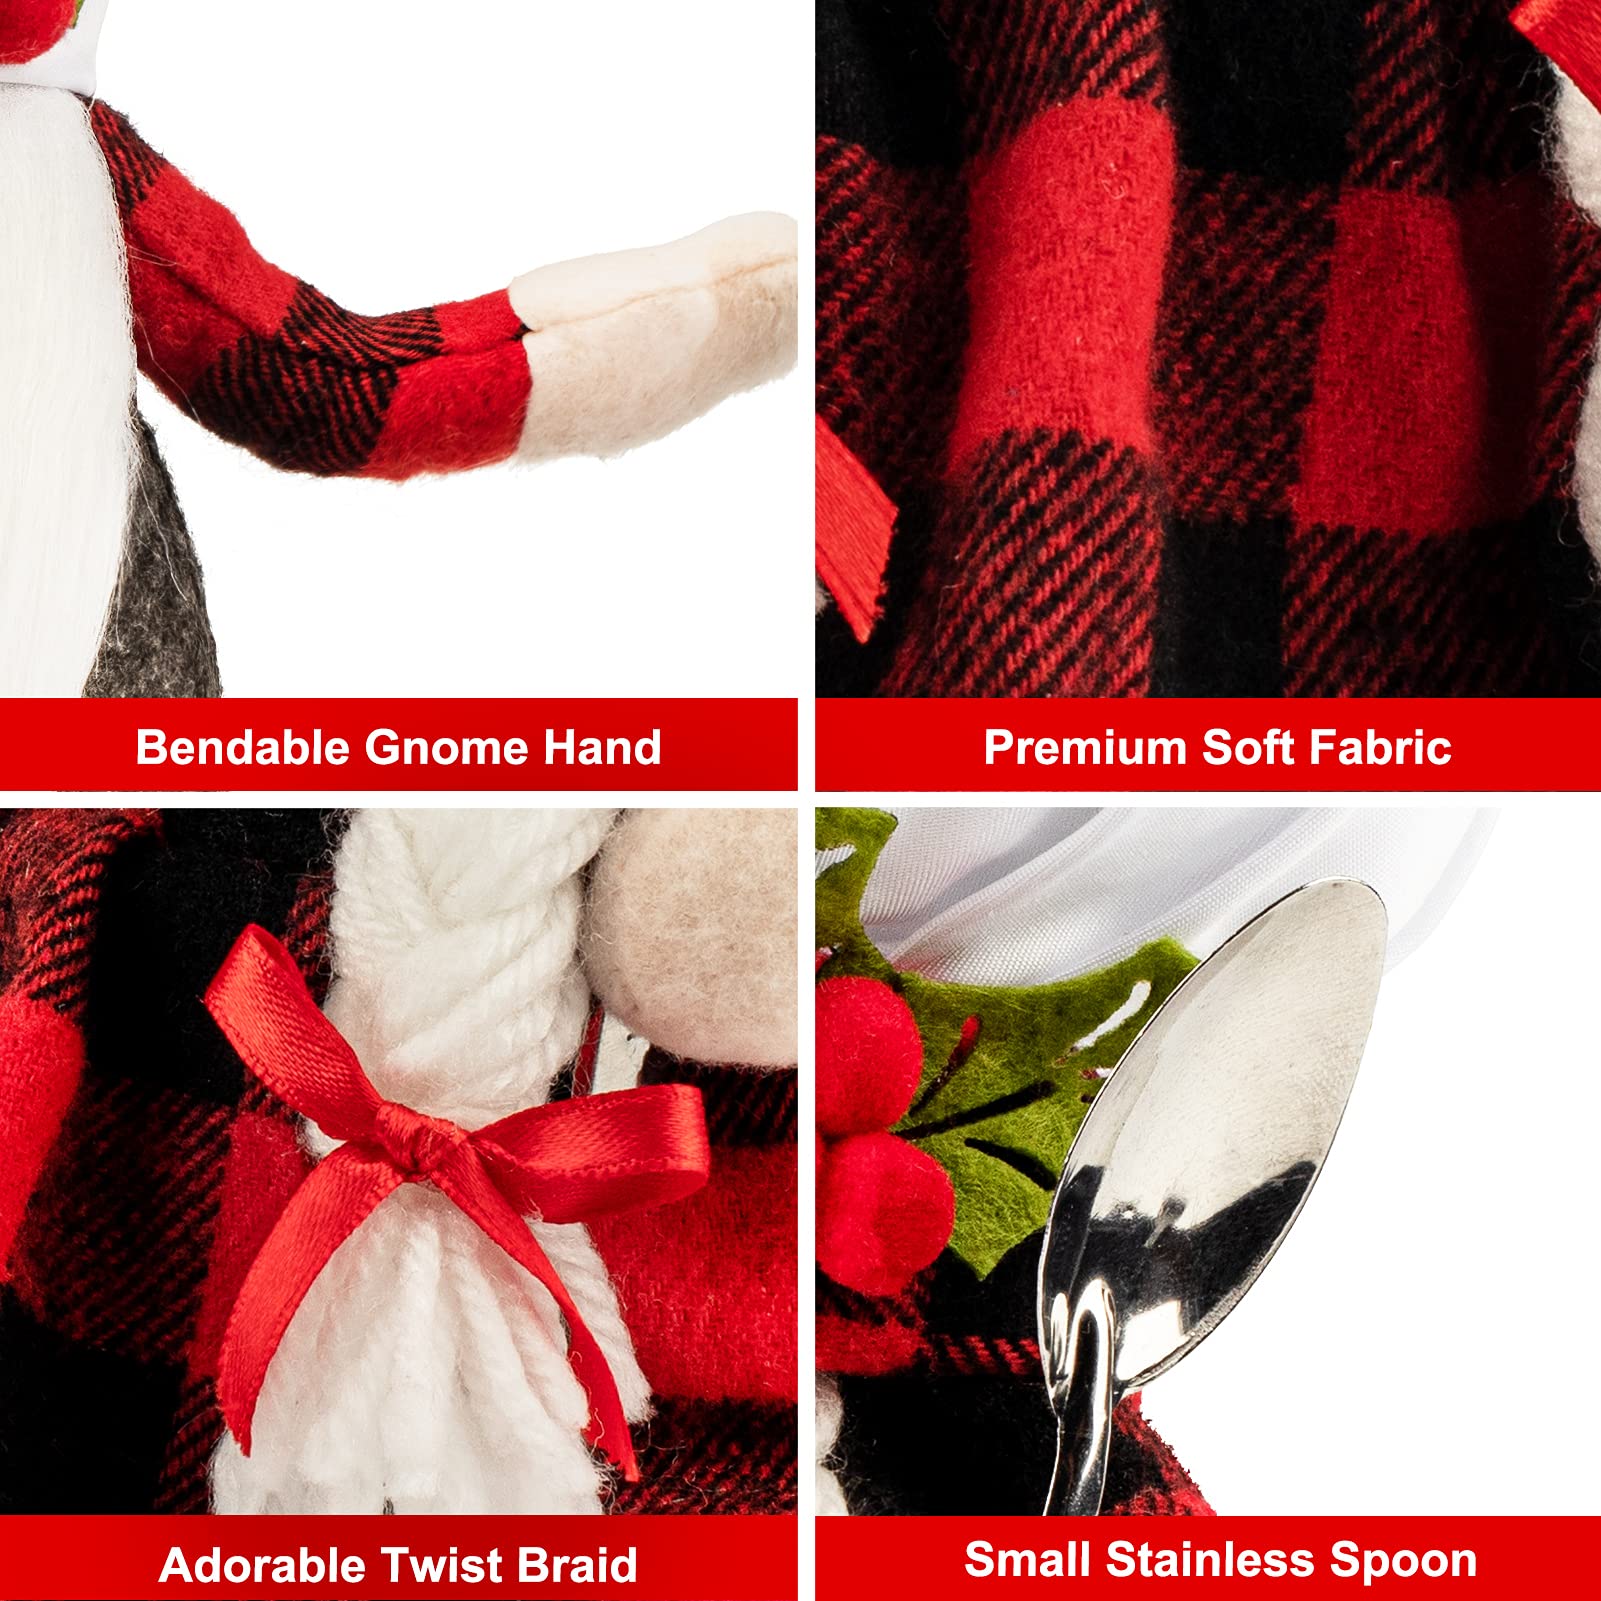 Bendable Gnome Hand
Premium Soft Fabric
Adorable Twist Braid
Small Stainless Spoon